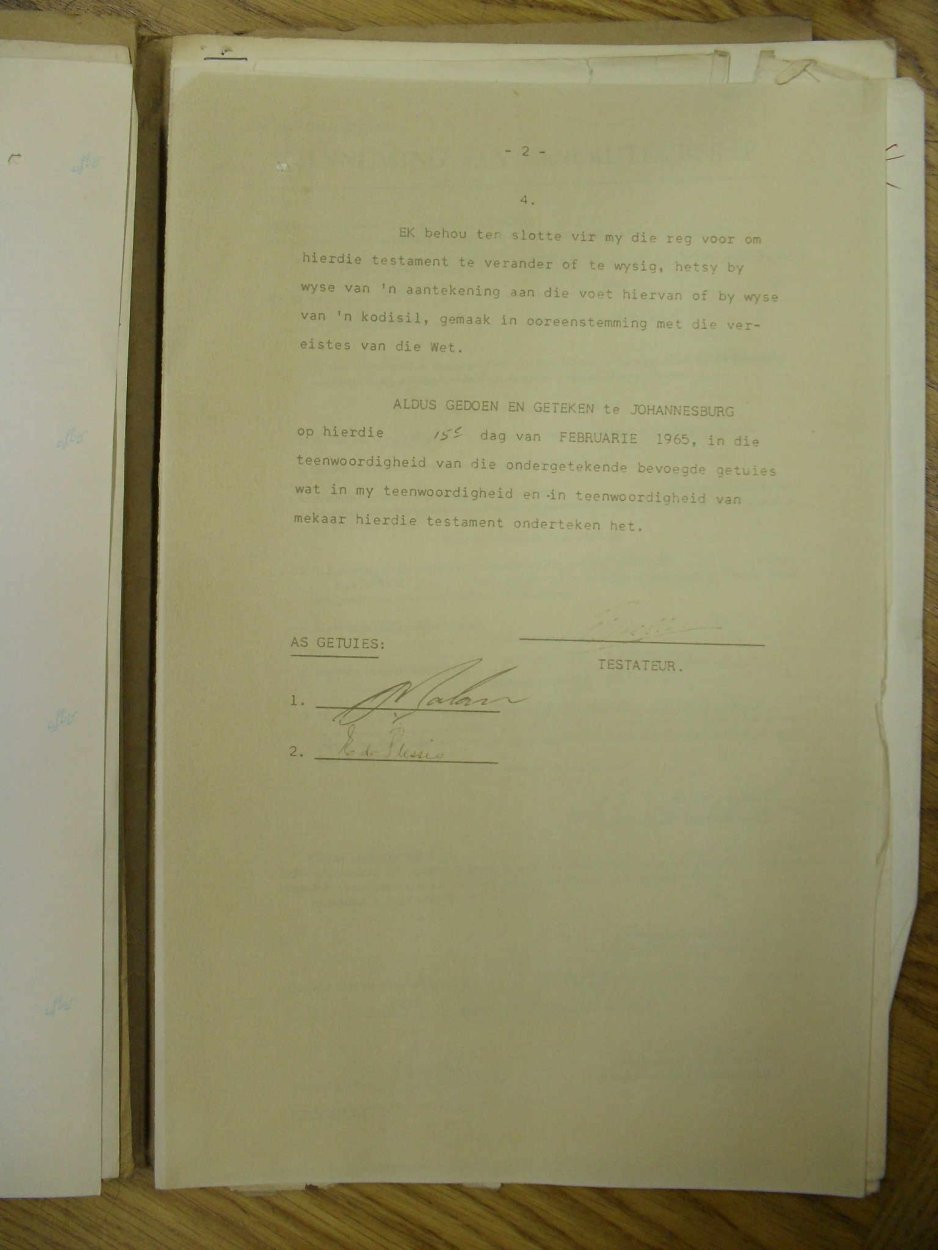 - 2 -
4.
EK behou ten slotte vir my die reg voor om
hierdie testament te verander of te wysig, hetsy by
wyse van 'n aantekening aan die voet hiervan of by wyse
van 'n kodisil, gemaak in ooreenstemming met die ver-
eistes van die Wet.
ALDUS GEDOEN EN GETEKEN te JOHANNESBURG
op hierdie 15e dag van FEBRUARIE 1965, in die
teenwoordigheid van die ondergetekende bevoegde getuies
wat in my teenwoordigheid en in teenwoordigheid van
mekaar hierdie testament onderteken het.
AS GETUIES:
TESTATEUR.
1. Malan
2. E du Plessis